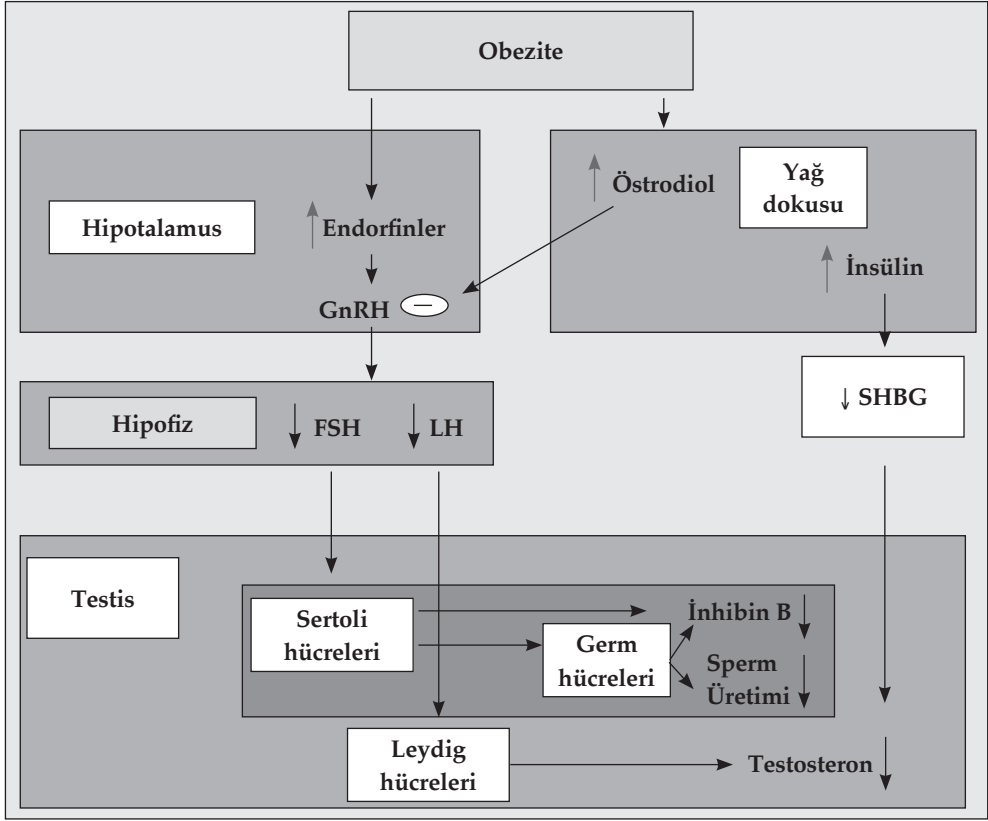 Obezite
Hipotalamus
Endorfinler
GnRH
—
Östrodiol
Yağ
dokusu
İnsülin
SHBG
Hipofiz
FSH
LH
Testis
Sertoli
hücreleri
Germ
hücreleri
İnhibin B
Sperm
Üretimi
Leydig
hücreleri
Testosteron